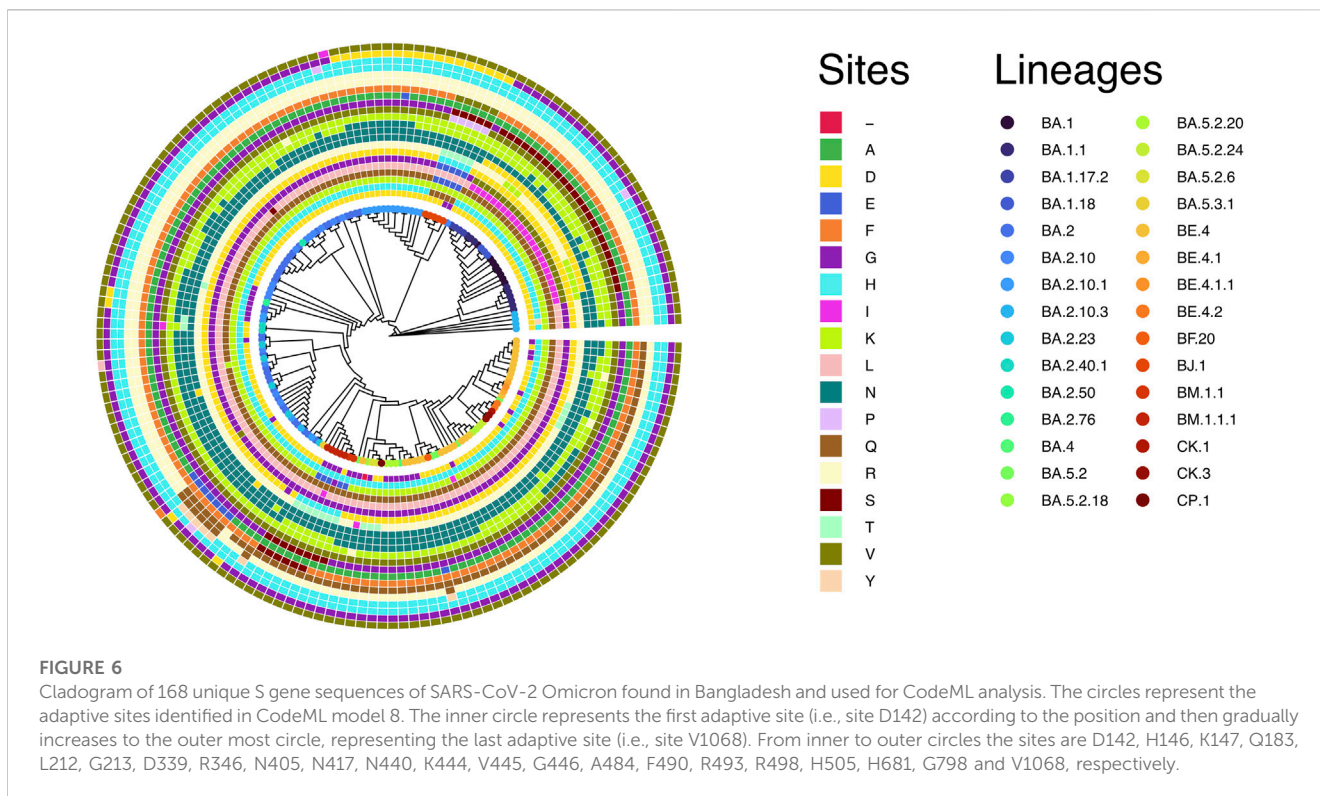 Sites
–
A
D
E
F
G
H
I
K
L
N
P
Q
R
S
T
V
Y
Lineages
BA.1
BA.1.1
BA.1.17.2
BA.1.18
BA.2
BA.2.10
BA.2.10.1
BA.2.10.3
BA.2.23
BA.2.40.1
BA.2.50
BA.2.76
BA.4
BA.5.2
BA.5.2.18
BA.5.2.20
BA.5.2.24
BA.5.2.6
BA.5.3.1
BE.4
BE.4.1
BE.4.1.1
BE.4.2
BF.20
BJ.1
BM.1.1
BM.1.1.1
CK.1
CK.3
CP.1
FIGURE 6
Cladogram of 168 unique S gene sequences of SARS-CoV-2 Omicron found in Bangladesh and used for CodeML analysis. The circles represent the
adaptive sites identified in CodeML model 8. The inner circle represents the first adaptive site (i.e., site D142) according to the position and then gradually
increases to the outer most circle, representing the last adaptive site (i.e., site V1068). From inner to outer circles the sites are D142, H146, K147, Q183,
L212, G213, D339, R346, N405, N417, N440, K444, V445, G446, A484, F490, R493, R498, H505, H681, G798 and V1068, respectively.